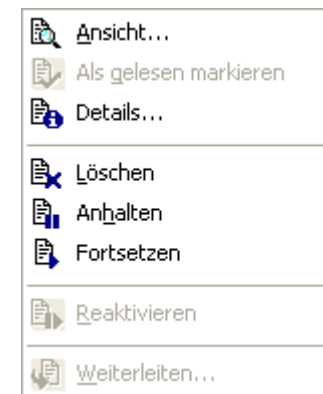 Ansicht...
Als gelesen markieren
Details...
Löschen
Anhalten
Fortsetzen
Reaktivieren
Weiterleiten...